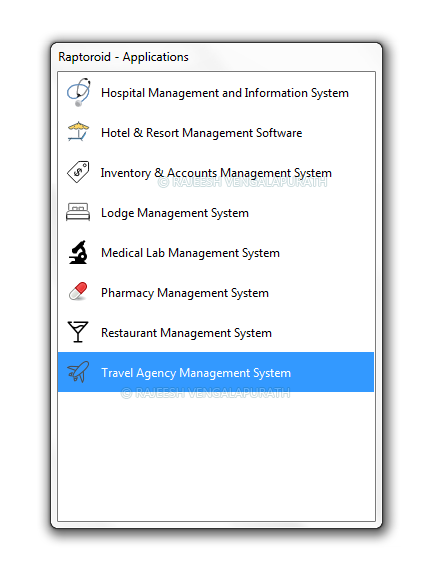 Raptoroid - Applications
Hospital Management and Information System
Hotel & Resort Management Software
Inventory & Accounts Management System
© RAJEESH VENGALAPURATH
Lodge Management System
Medical Lab Management System
Pharmacy Management System
Restaurant Management System
Travel Agency Management System
© RAJEESH VENGALAPURATH